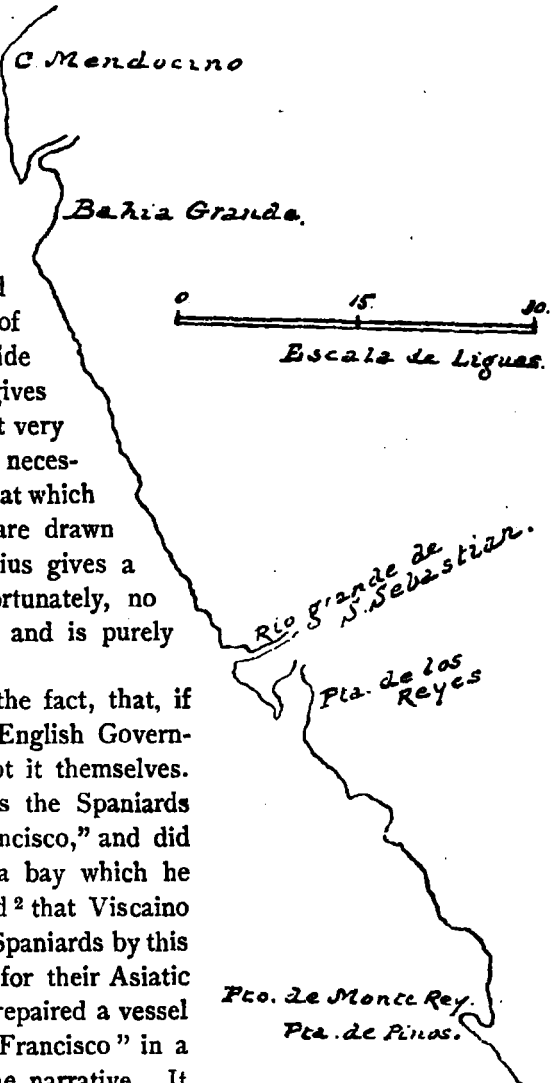 C Mendocino
Bahia Grande.
0 15. 30.
Escala de Ligues.
of
ide
gives
t very
neces-
at which
are drawn
ius gives a
ortunately, no
and is purely
Rio grande de
S. Sebastian.
Pta. de los
Reyes
the fact, that, if
English Govern-
ot it themselves.
s the Spaniards
ncisco," and did
a bay which he
d ² that Viscaino
Spaniards by this
for their Asiatic
repaired a vessel
Francisco" in a
he narrative. It
Pto. de Monte Rey.
Pta. de Pinos.